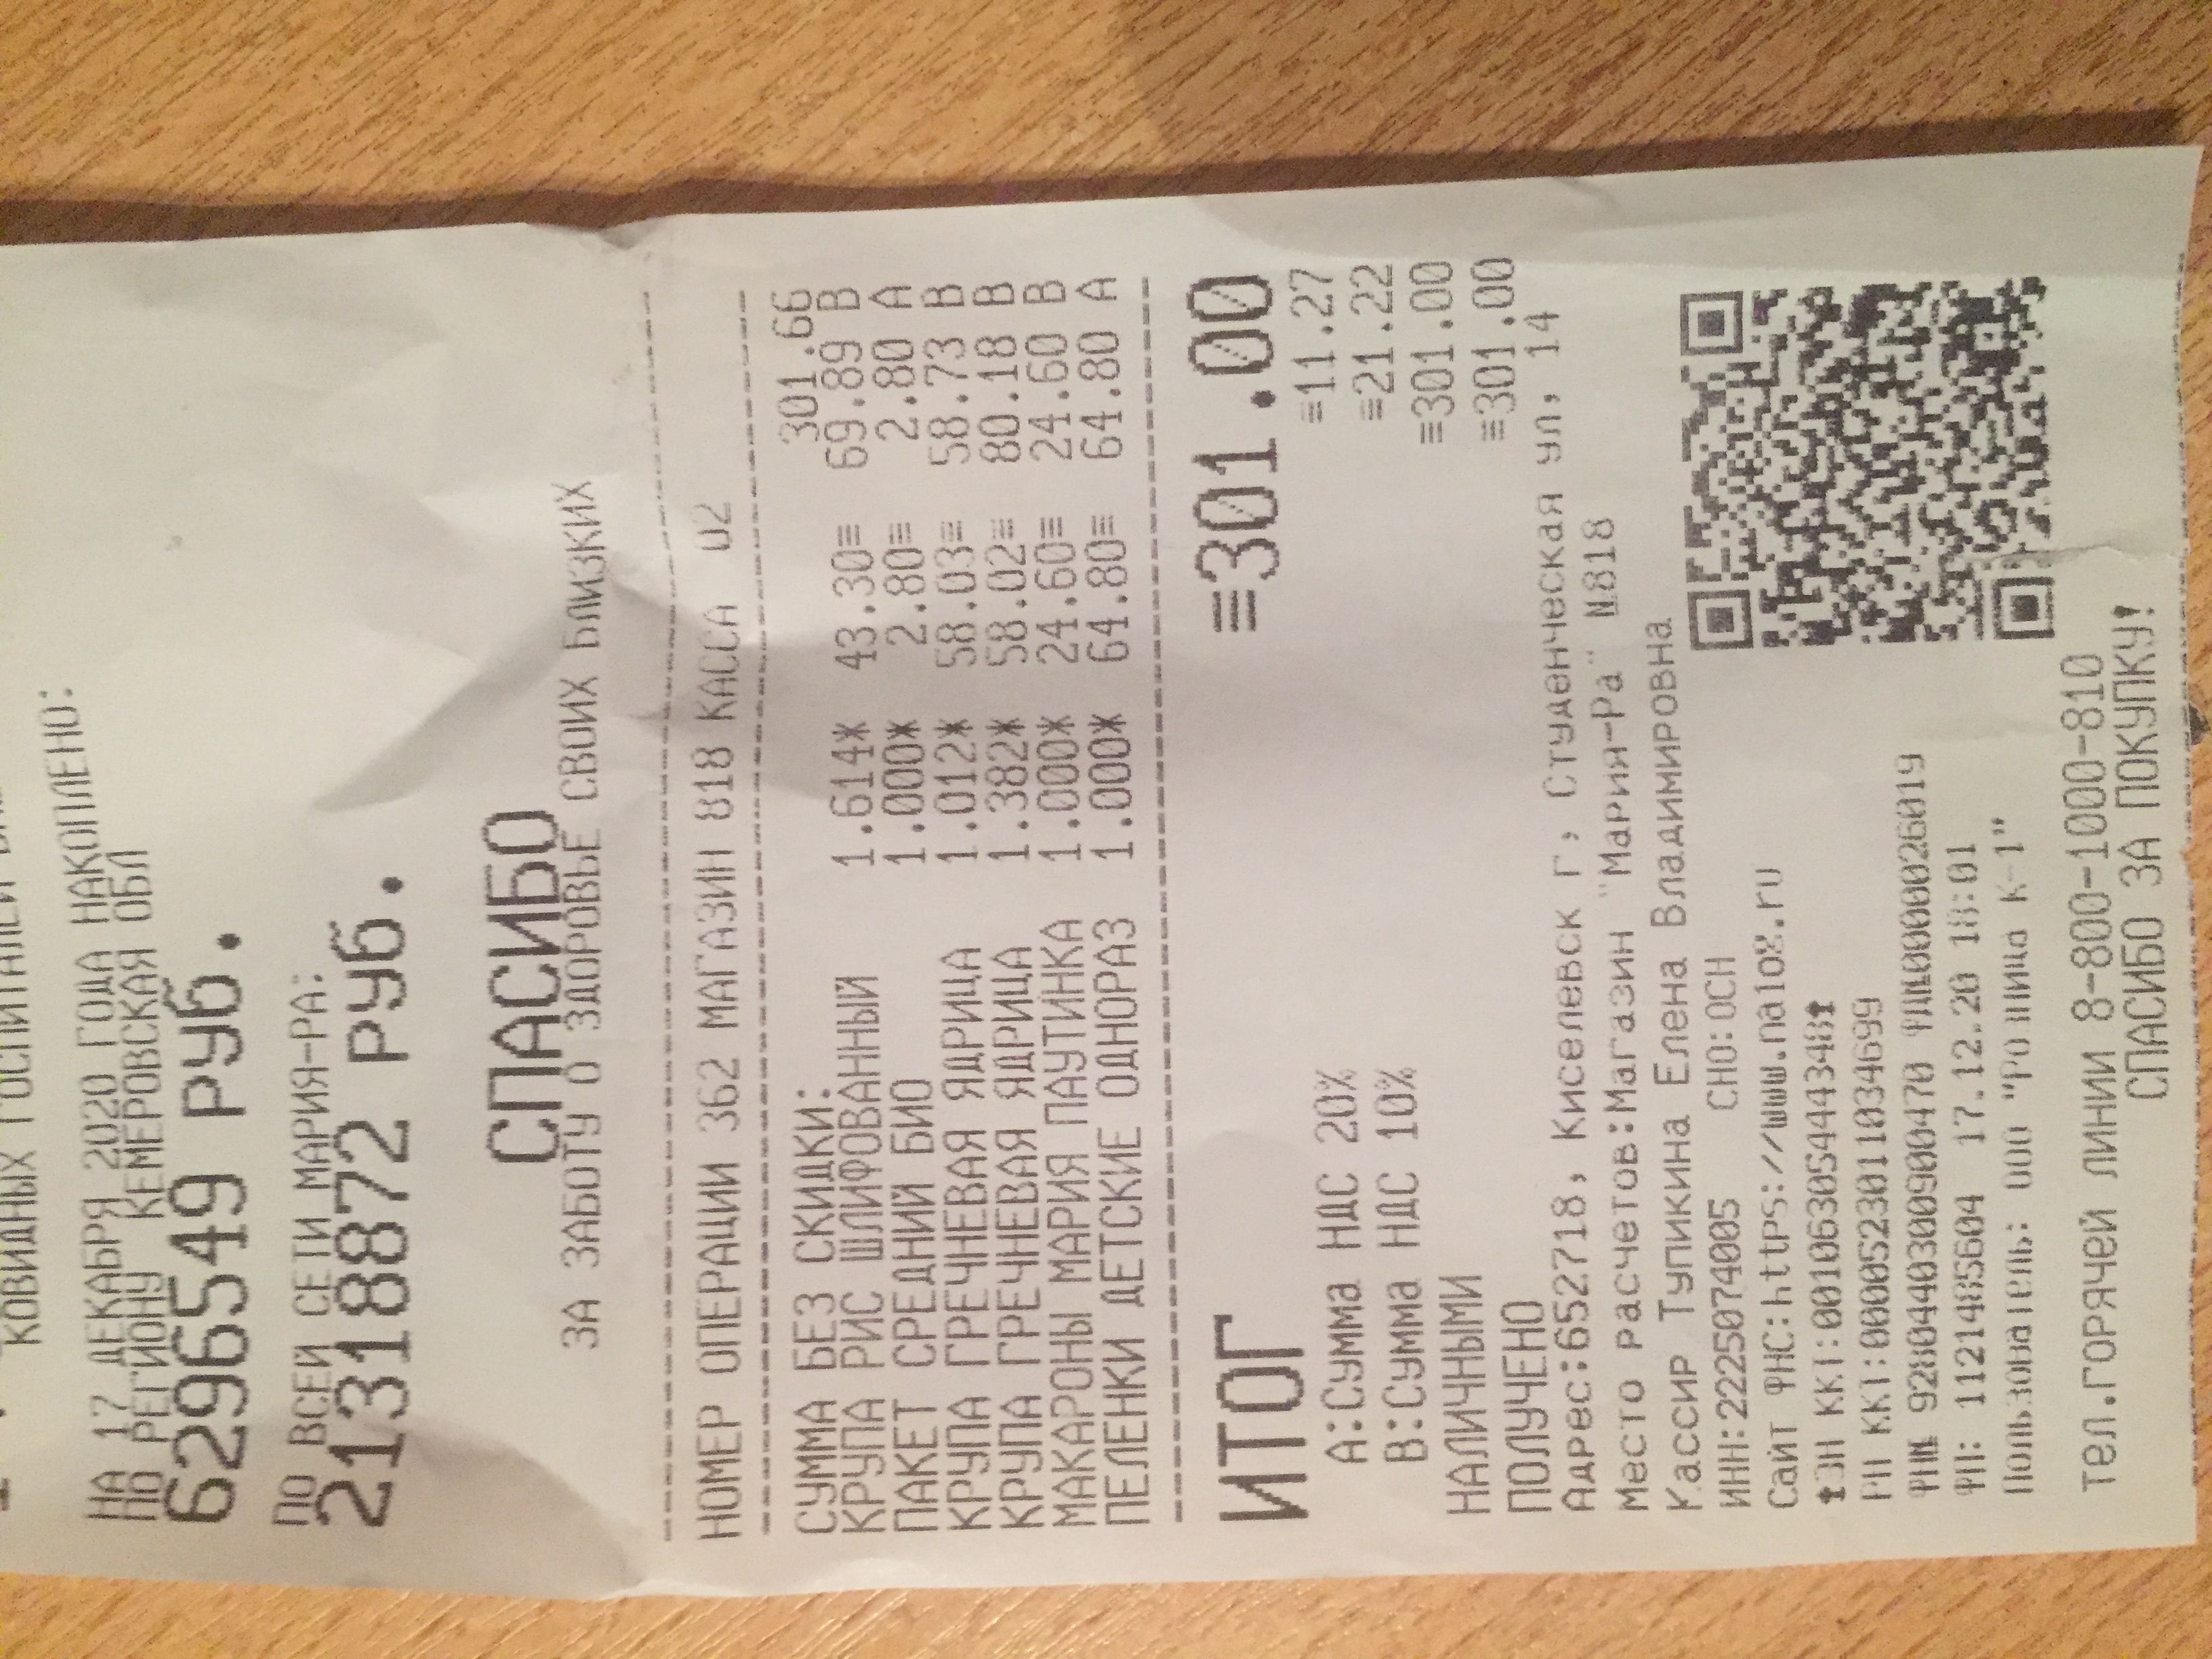 КОВИДНЫХ ГОСПИТАЛЕЙ
НА 17 ДЕКАБРЯ 2020 ГОДА НАКОПЛЕНО:
ПО РЕГИОНУ КЕМЕРОВСКАЯ ОБЛ
6296549 РУб.
ПО ВСЕЙ СЕТИ МАРИЯ-РА:
21318872 РУб.
СПАСИБО
ЗА ЗАБОТУ О ЗДОРОВЬЕ СВОИХ БЛИЗКИХ
НОМЕР ОПЕРАЦИИ 362 МАГАЗИН 818 КАССА 02
СУММА БЕЗ СКИДКИ: 301.66
КРУПА РИС ШЛИФОВАННЫЙ 1.614* 43.30≡ 69.89 В
ПАКЕТ СРЕДНИЙ БИО 1.000* 2.80≡ 2.80 А
КРУПА ГРЕЧНЕВАЯ ЯДРИЦА 1.012* 58.03≡ 58.73 В
КРУПА ГРЕЧНЕВАЯ ЯДРИЦА 1.382* 58.02≡ 80.18 В
МАКАРОНЫ МАРИЯ ПАУТИНКА 1.000* 24.60≡ 24.60 В
ПЕЛЕНКИ ДЕТСКИЕ ОДНОРАЗ 1.000* 64.80≡ 64.80 А
ИТОГ ≡301.00
А:Сумма НДС 20% ≡11.27
В:Сумма НДС 10% ≡21.22
НАЛИЧНЫМИ ≡301.00
ПОЛУЧЕНО ≡301.00
Адрес:652718, Киселевск г, Студенческая ул, 14
Место расчетов:Магазин "Мария-Ра" №818
Кассир Тупикина Елена Владимировна
ИНН:2225074005 СНО:ОСН
Сайт ФНС:https://www.nalog.ru
ЗН ККТ:00106305443481
РН ККТ:0005230110034699
ФН№ 9280440300900470 ФД№0000026019
ФП: 1121485604 17.12.20 18:01
Пользователь: ООО "Розница К-1"
тел.ГОРЯЧЕЙ ЛИНИИ 8-800-1000-810
СПАСИБО ЗА ПОКУПКУ!